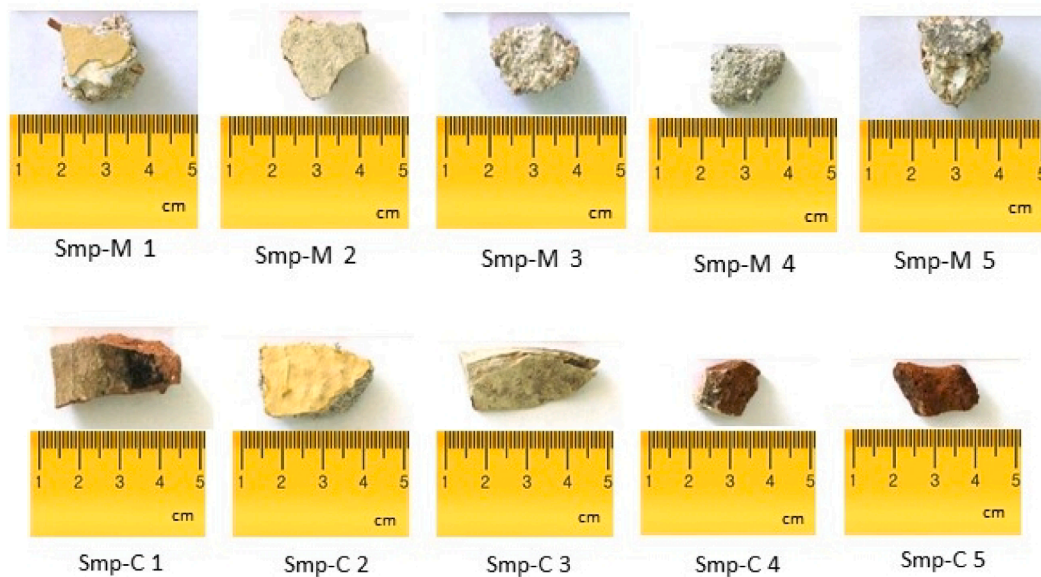 1 2 3 4 5
cm
1 2 3 4 5
cm
1 2 3 4 5
cm
1 2 3 4 5
cm
1 2 3 4 5
cm
Smp-M 1
Smp-M 2
Smp-M 3
Smp-M 4
Smp-M 5
1 2 3 4 5
cm
1 2 3 4 5
cm
1 2 3 4 5
cm
1 2 3 4 5
cm
1 2 3 4 5
cm
Smp-C 1
Smp-C 2
Smp-C 3
Smp-C 4
Smp-C 5